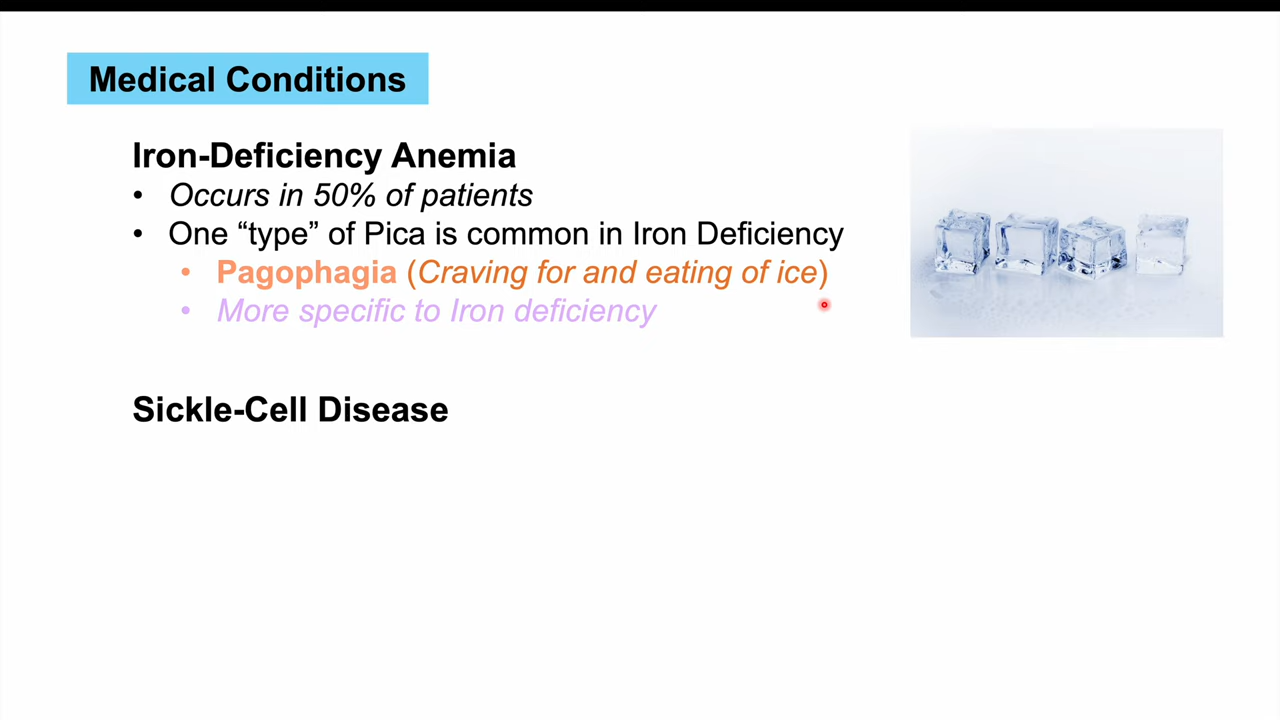 Medical Conditions
Iron-Deficiency Anemia
• Occurs in 50% of patients
• One “type” of Pica is common in Iron Deficiency
• Pagophagia (Craving for and eating of ice)
• More specific to Iron deficiency
Sickle-Cell Disease